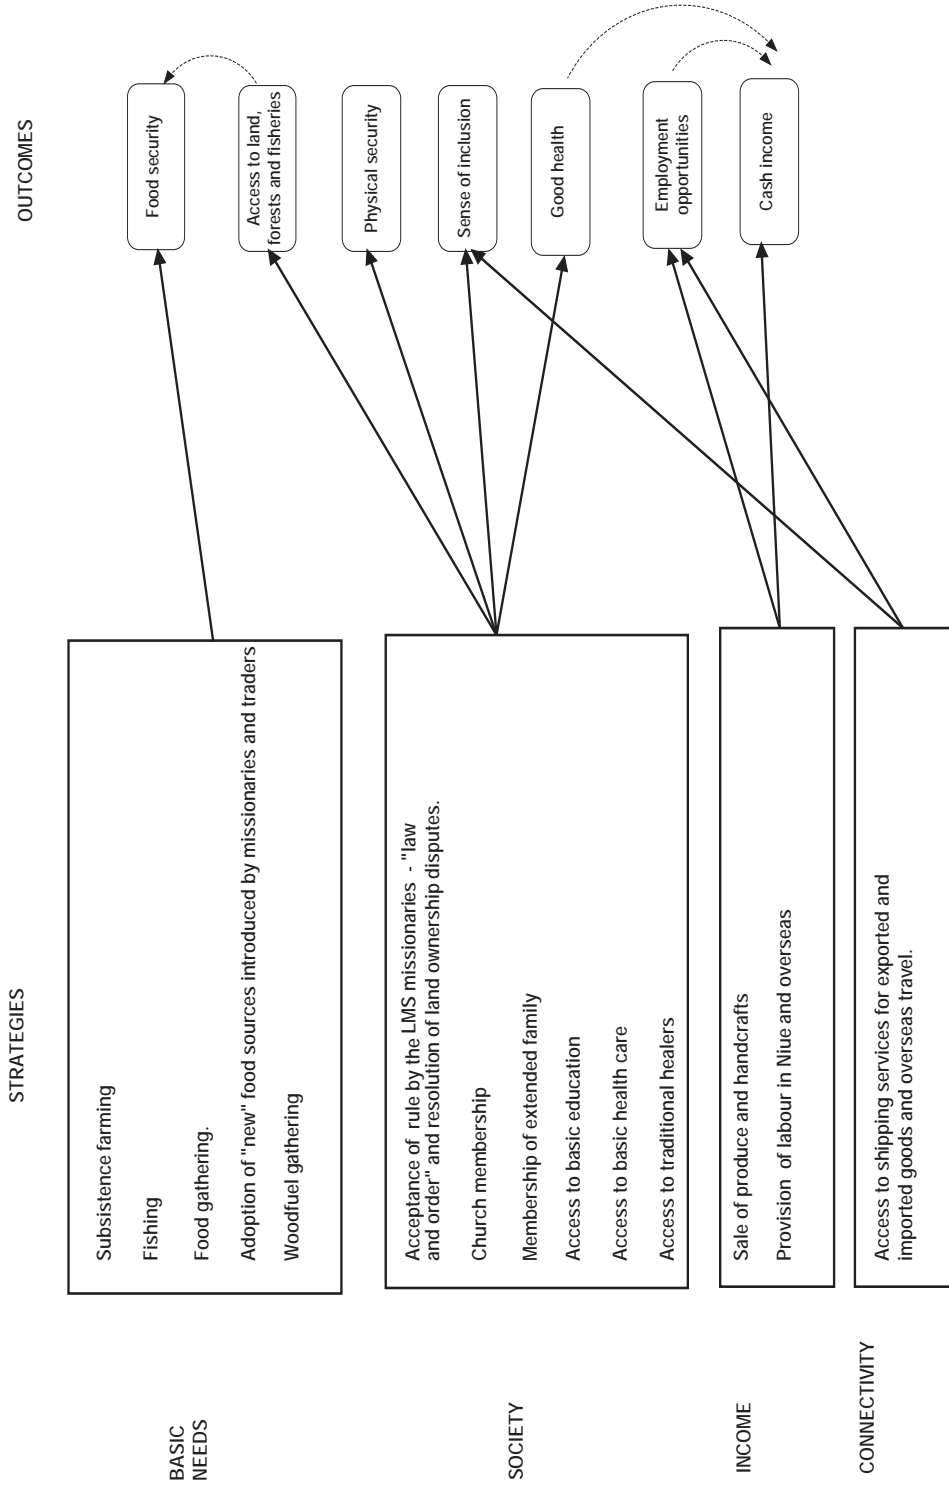 STRATEGIES
OUTCOMES
BASIC
NEEDS
Subsistence farming
Fishing
Food gathering.
Adoption of "new" food sources introduced by missionaries and traders
Woodfuel gathering
SOCIETY
Acceptance of rule by the LMS missionaries - "law
and order" and resolution of land ownership disputes.
Church membership
Membership of extended family
Access to basic education
Access to basic health care
Access to traditional healers
INCOME
Sale of produce and handcrafts
Provision of labour in Niue and overseas
CONNECTIVITY
Access to shipping services for exported and
imported goods and overseas travel.
Food security
Access to land,
forests and fisheries
Physical security
Sense of inclusion
Good health
Employment
opportunities
Cash income